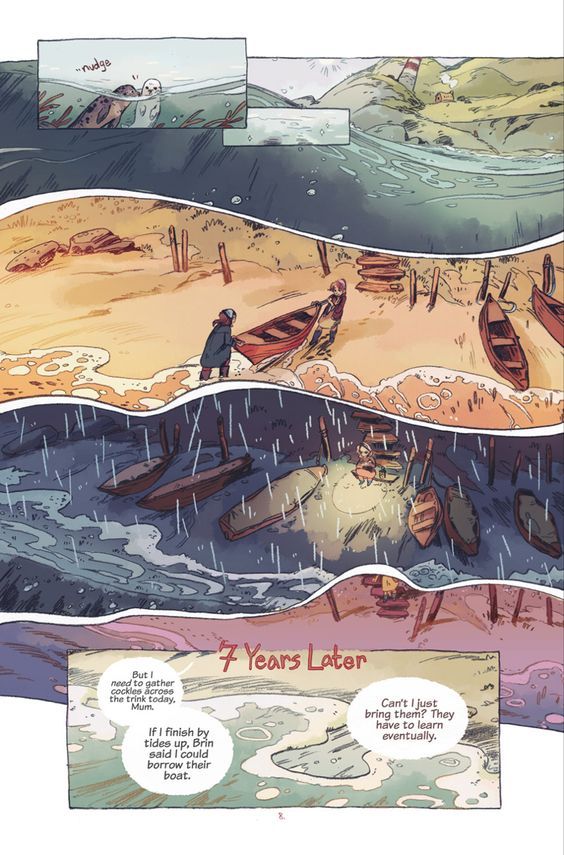 ..nudge
7 Years Later
But I
need to gather
cockles across
the trink today,
Mum.
If I finish by
tides up, Brin
said I could
borrow their
boat.
Can't I just
bring them? They
have to learn
eventually.
8.